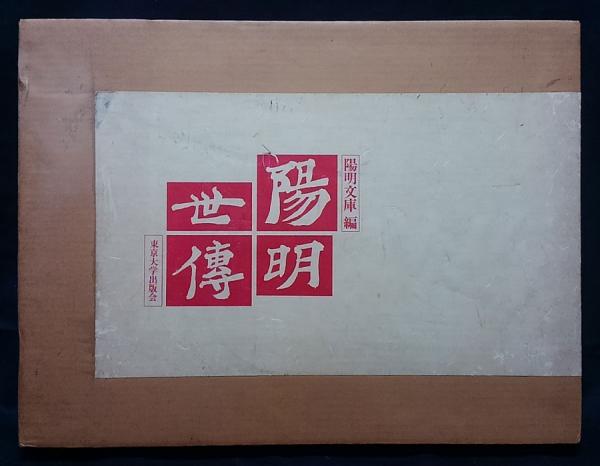 陽明文庫 編
陽明
世傳
東京大学出版会